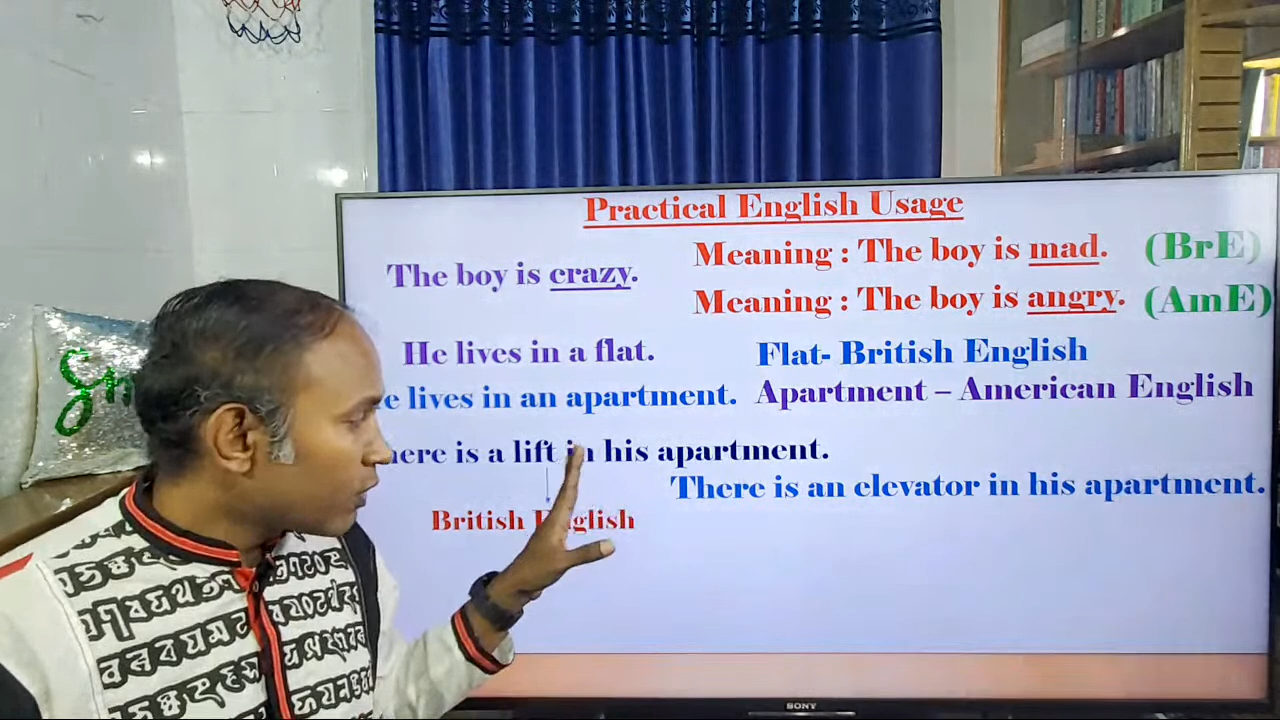 Practical English Usage
The boy is crazy.
Meaning : The boy is mad. (BrE)
Meaning : The boy is angry. (AmE)
He lives in a flat.
Flat- British English
lives in an apartment.
Apartment – American English
is a lift in his apartment.
There is an elevator in his apartment.
British English
SONY